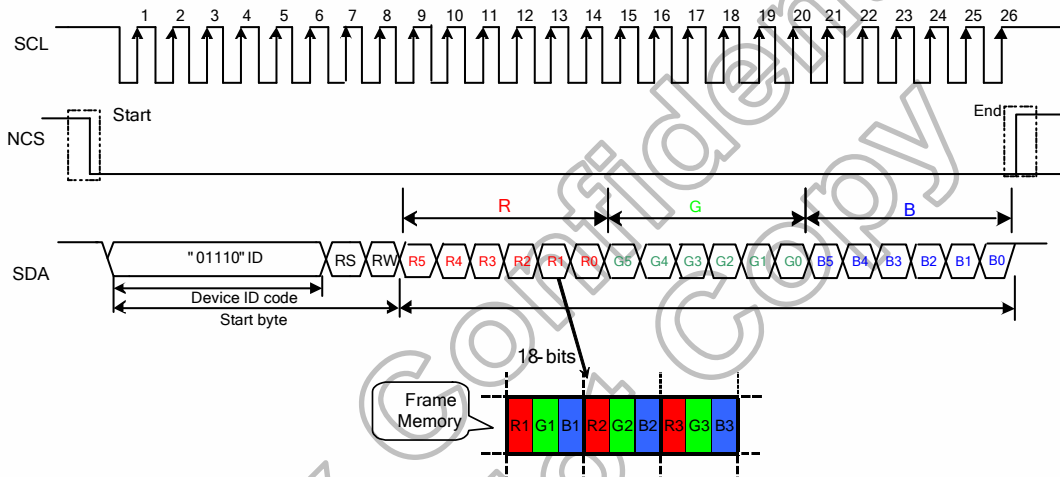 1 2 3 4 5 6 7 8 9 10 11 12 13 14 15 16 17 18 19 20 21 22 23 24 25 26
SCL
Start
End
NCS
R G B
SDA
"01110" ID RS RW R5 R4 R3 R2 R1 R0 G5 G4 G3 G2 G1 G0 B5 B4 B3 B2 B1 B0
Device ID code
Start byte
18-bits
Frame
Memory
R1 G1 B1 R2 G2 B2 R3 G3 B3
Copy